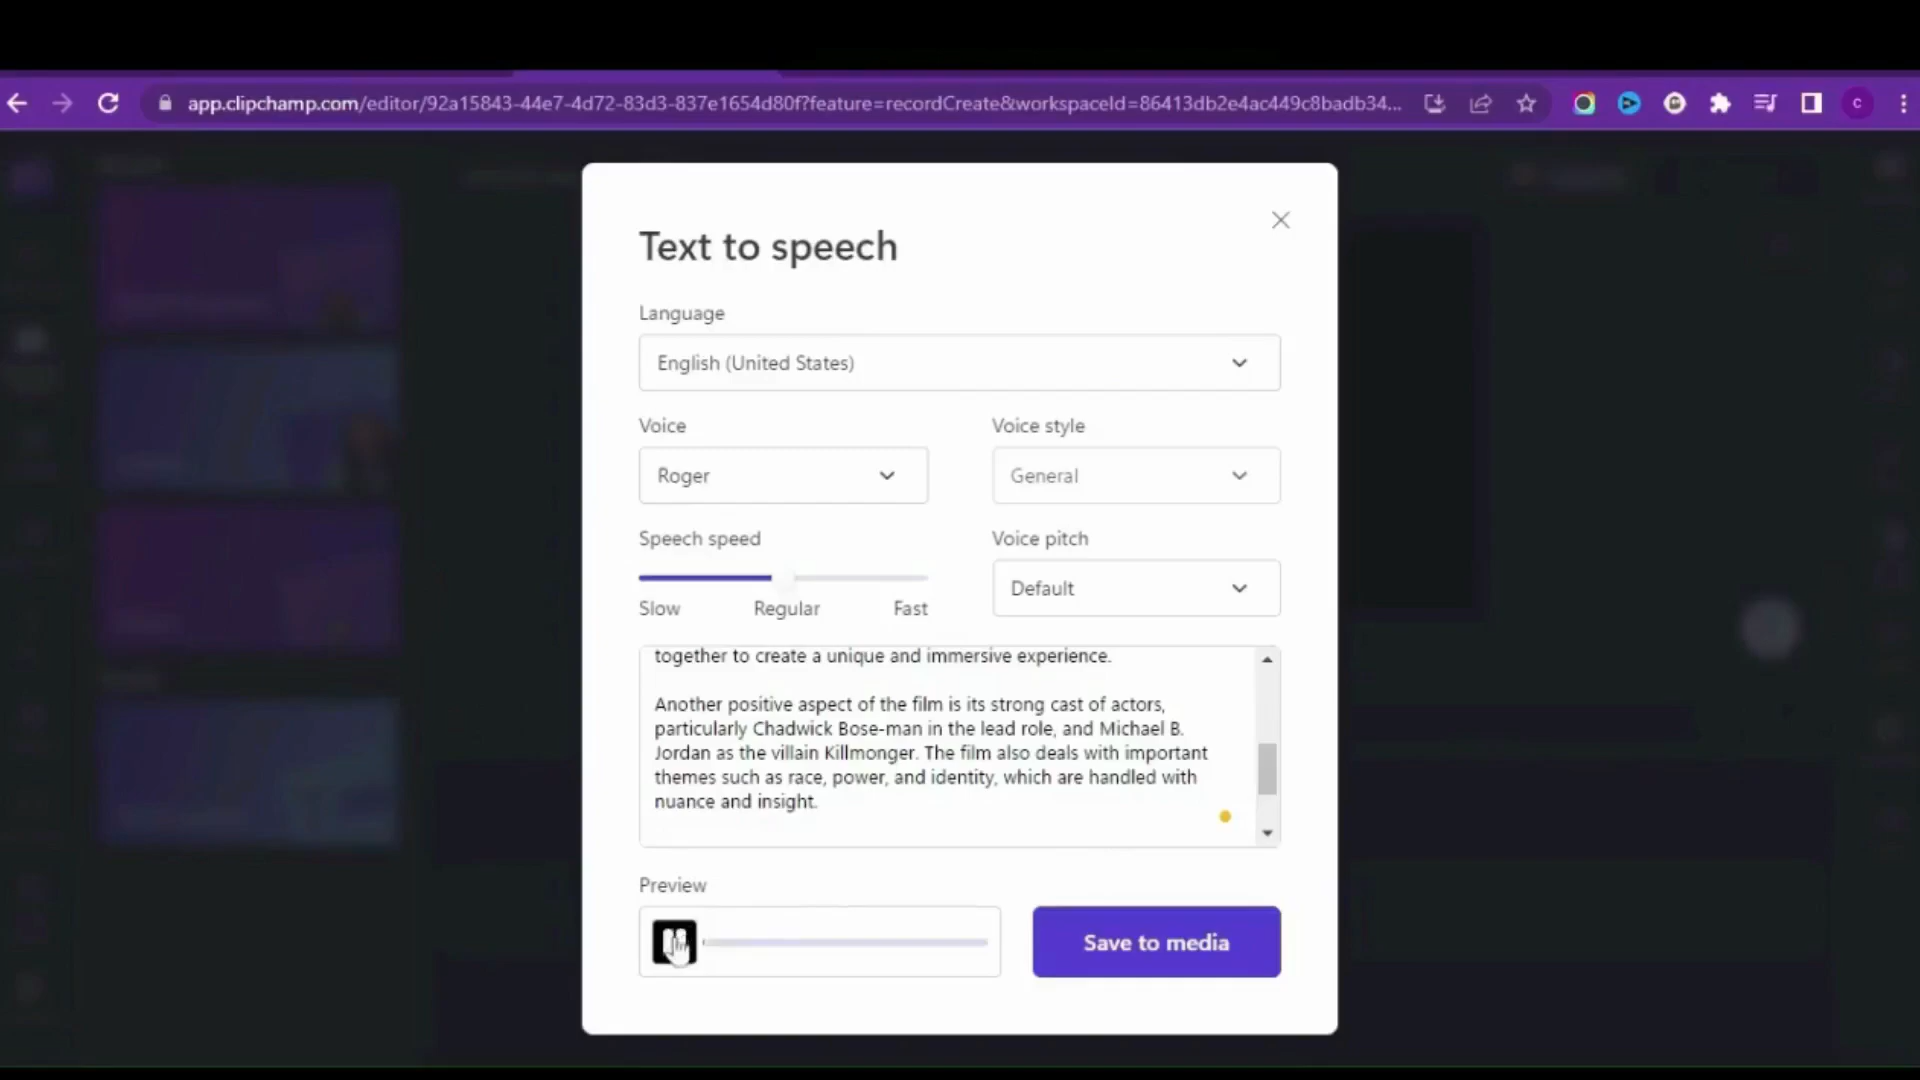 app.clipchamp.com/editor/92a15843-44e7-4d72-83d3-837e1654d80f?feature=recordCreate&workspaceId=86413db2e4ac449c8badb34...
c
Text to speech
Language
English (United States)
Voice
Voice style
Roger
General
Speech speed
Voice pitch
Default
Slow
Regular
Fast
together to create a unique and immersive experience.
Another positive aspect of the film is its strong cast of actors,
particularly Chadwick Bose-man in the lead role, and Michael B.
Jordan as the villain Killmonger. The film also deals with important
themes such as race, power, and identity, which are handled with
nuance and insight.
Preview
Save to media